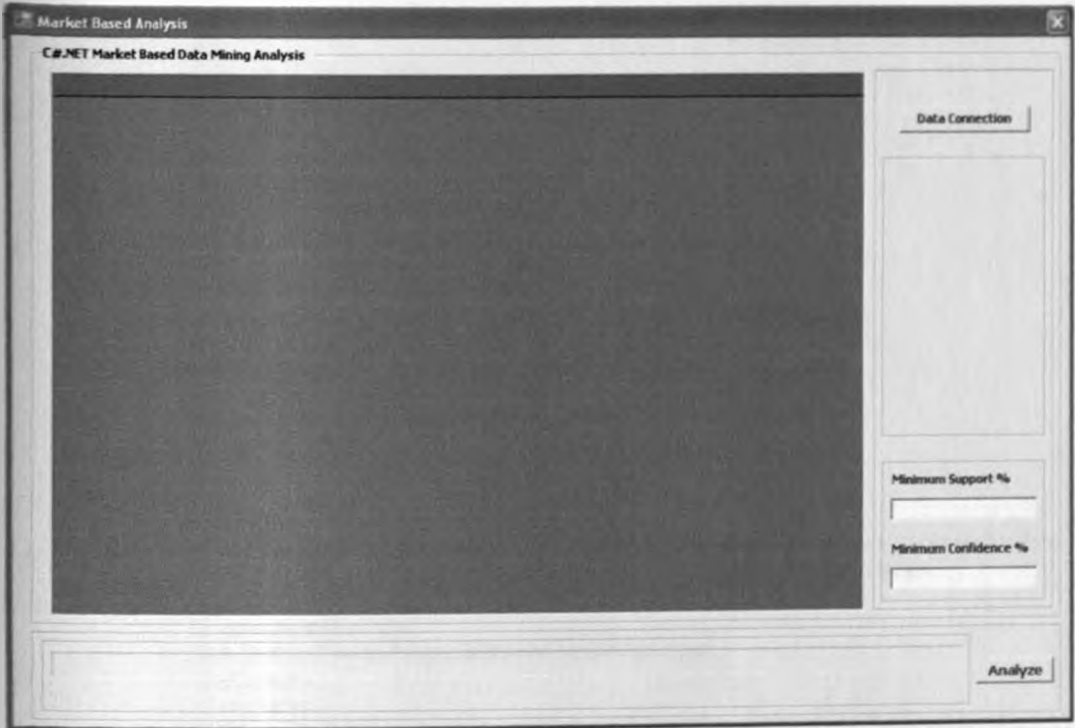 Market Based Analysis
C#.NET Market Based Data Mining Analysis
Data Connection
Minimum Support %
Minimum Confidence %
Analyze